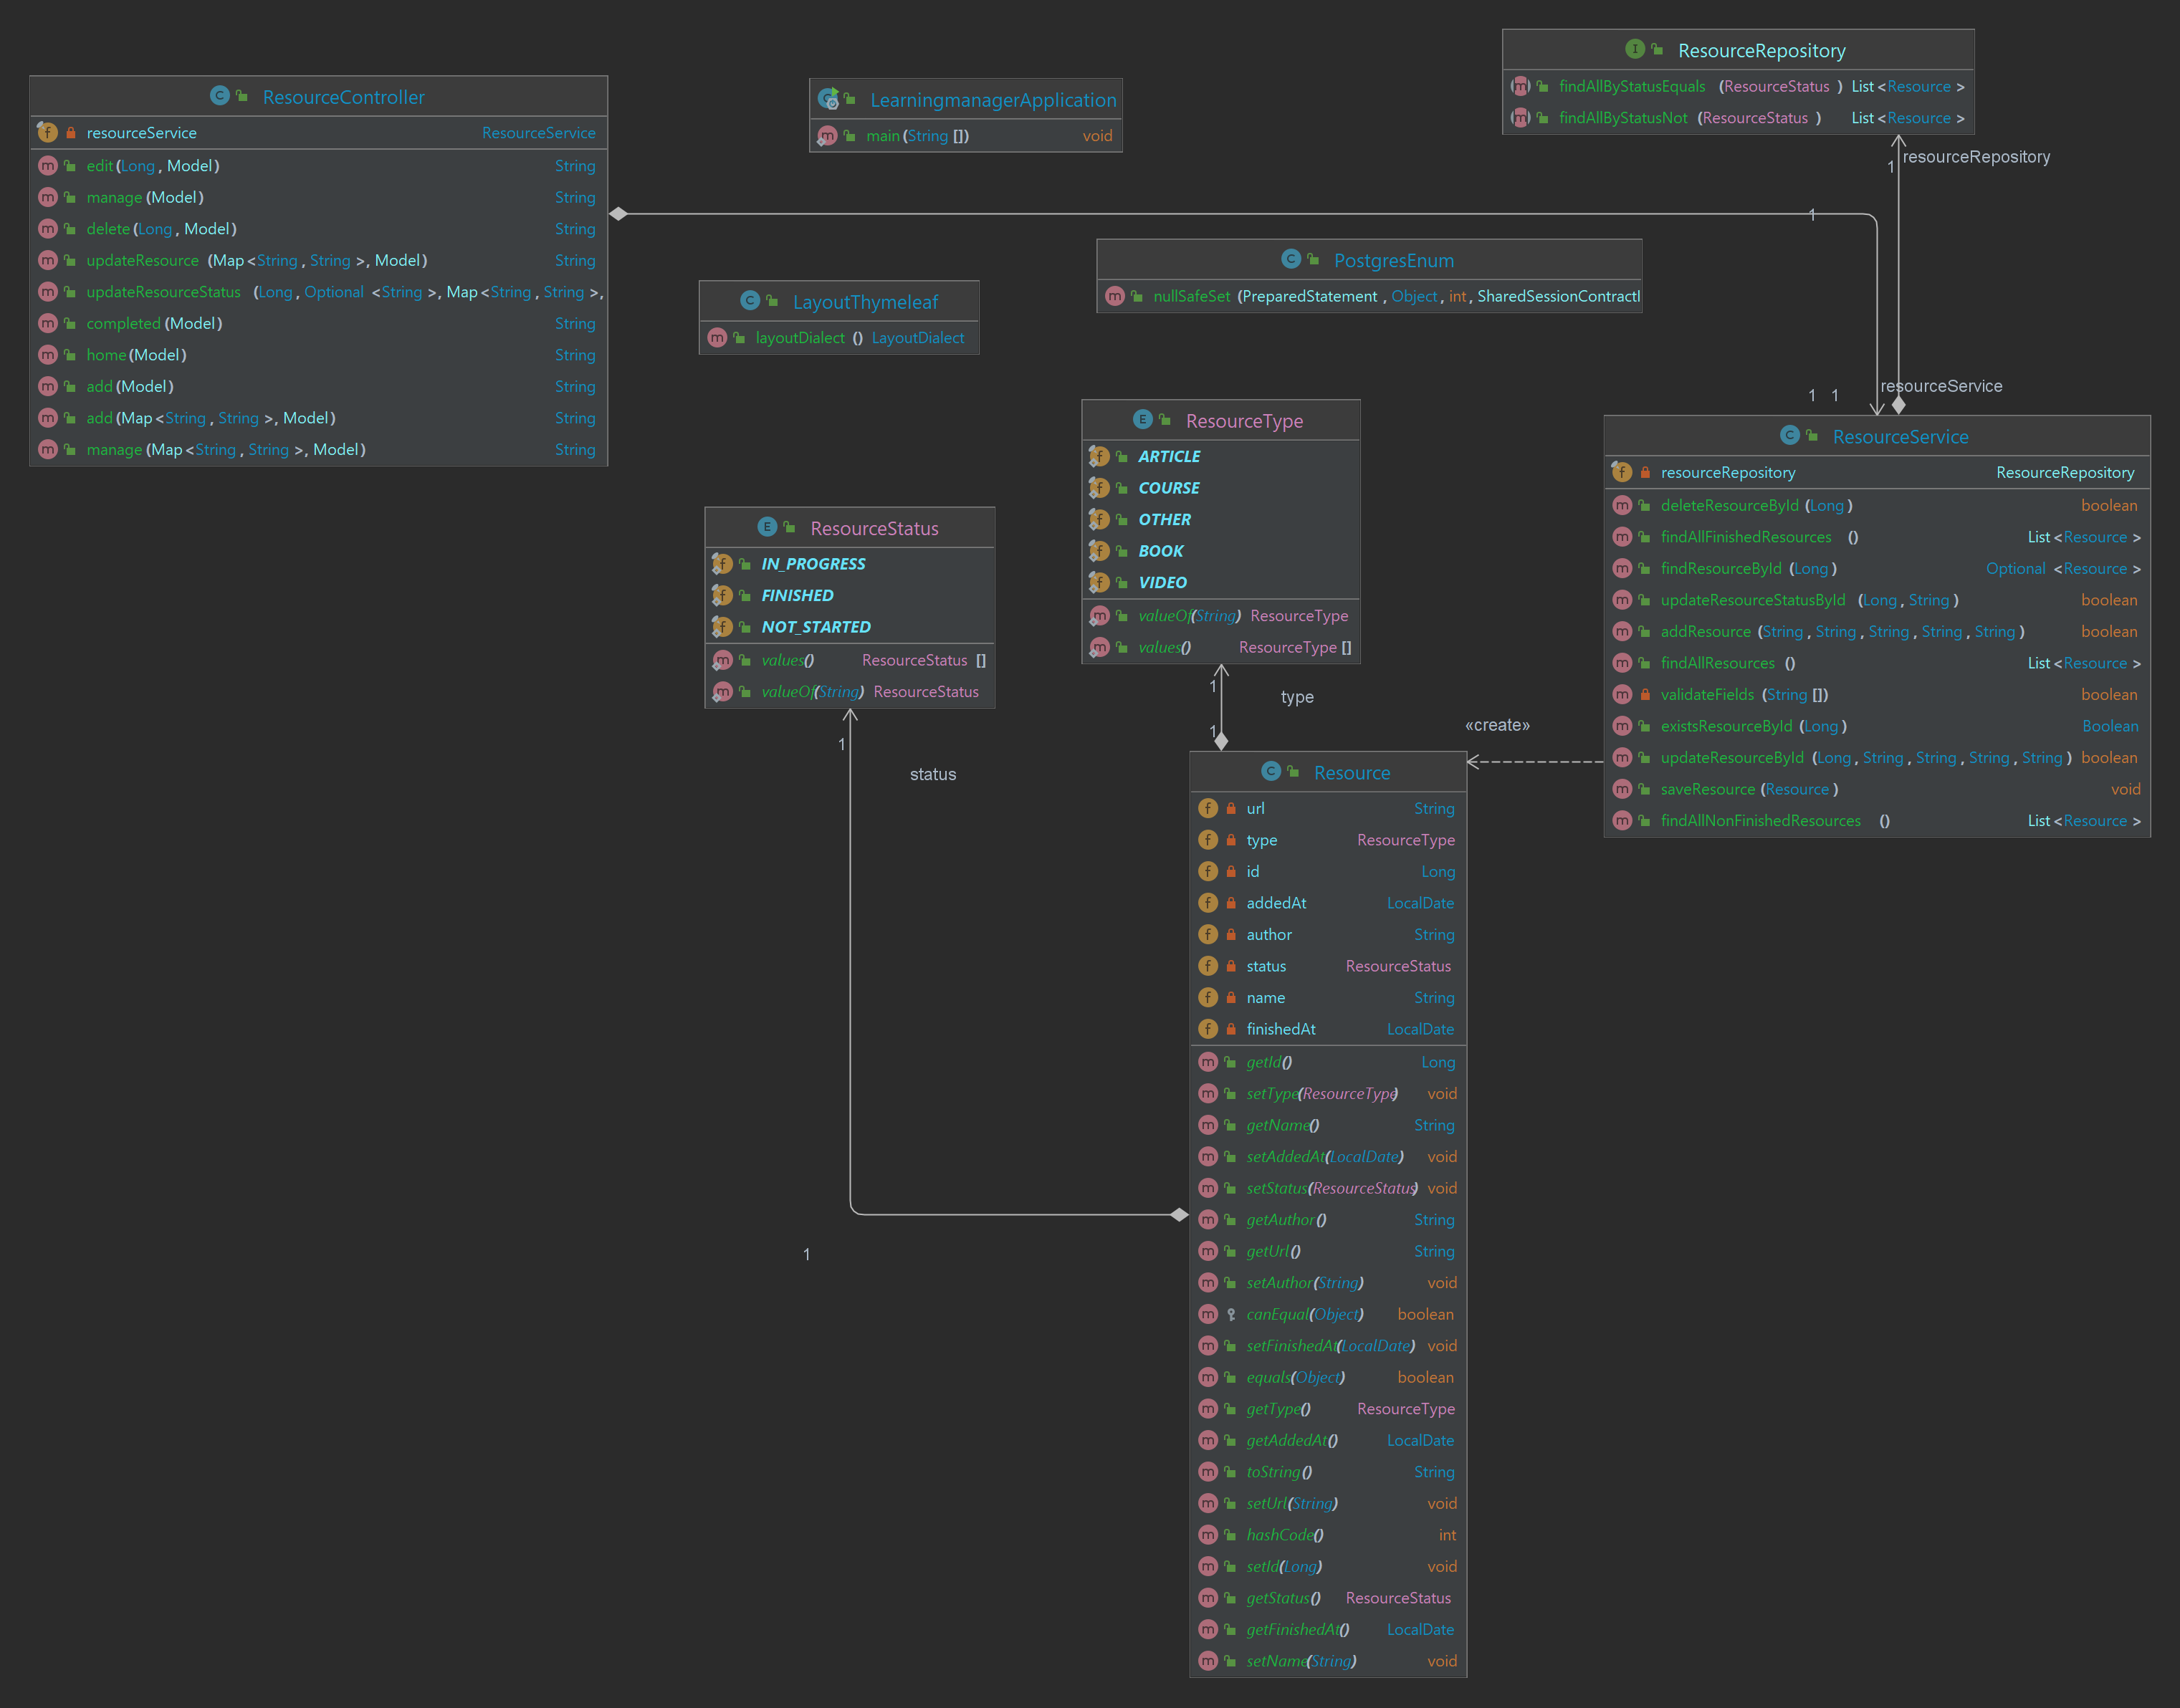 ResourceController
resourceService ResourceService
edit(Long, Model) String
manage(Model) String
delete(Long, Model) String
updateResource (Map<String, String>, Model) String
updateResourceStatus (Long, Optional <String>, Map<String, String>,
completed(Model) String
home(Model) String
add(Model) String
add(Map<String, String>, Model) String
manage(Map<String, String>, Model) String
LearningmanagerApplication
main(String []) void
ResourceRepository
findAllByStatusEquals (ResourceStatus ) List<Resource >
findAllByStatusNot (ResourceStatus ) List<Resource >
1 resourceRepository
1
PostgresEnum
nullSafeSet (PreparedStatement , Object, int, SharedSessionContractI
LayoutThymeleaf
layoutDialect () LayoutDialect
1 1 resourceService
ResourceType
ARTICLE
COURSE
OTHER
BOOK
VIDEO
valueOf(String) ResourceType
values() ResourceType []
1 type
1
ResourceService
resourceRepository ResourceRepository
deleteResourceById (Long) boolean
findAllFinishedResources () List<Resource >
findResourceById (Long) Optional <Resource >
updateResourceStatusById (Long, String) boolean
addResource (String, String, String, String, String) boolean
findAllResources () List<Resource >
validateFields (String []) boolean
existsResourceById (Long) Boolean
updateResourceById (Long, String, String, String, String) boolean
saveResource (Resource ) void
findAllNonFinishedResources () List<Resource >
ResourceStatus
IN_PROGRESS
FINISHED
NOT_STARTED
values() ResourceStatus []
valueOf(String) ResourceStatus
1
status
1
«create»
Resource
url String
type ResourceType
id Long
addedAt LocalDate
author String
status ResourceStatus
name String
finishedAt LocalDate
getId() Long
setType(ResourceType) void
getName() String
setAddedAt(LocalDate) void
setStatus(ResourceStatus) void
getAuthor() String
getUrl() String
setAuthor(String) void
canEqual(Object) boolean
setFinishedAt(LocalDate) void
equals(Object) boolean
getType() ResourceType
getAddedAt() LocalDate
toString() String
setUrl(String) void
hashCode() int
setId(Long) void
getStatus() ResourceStatus
getFinishedAt() LocalDate
setName(String) void